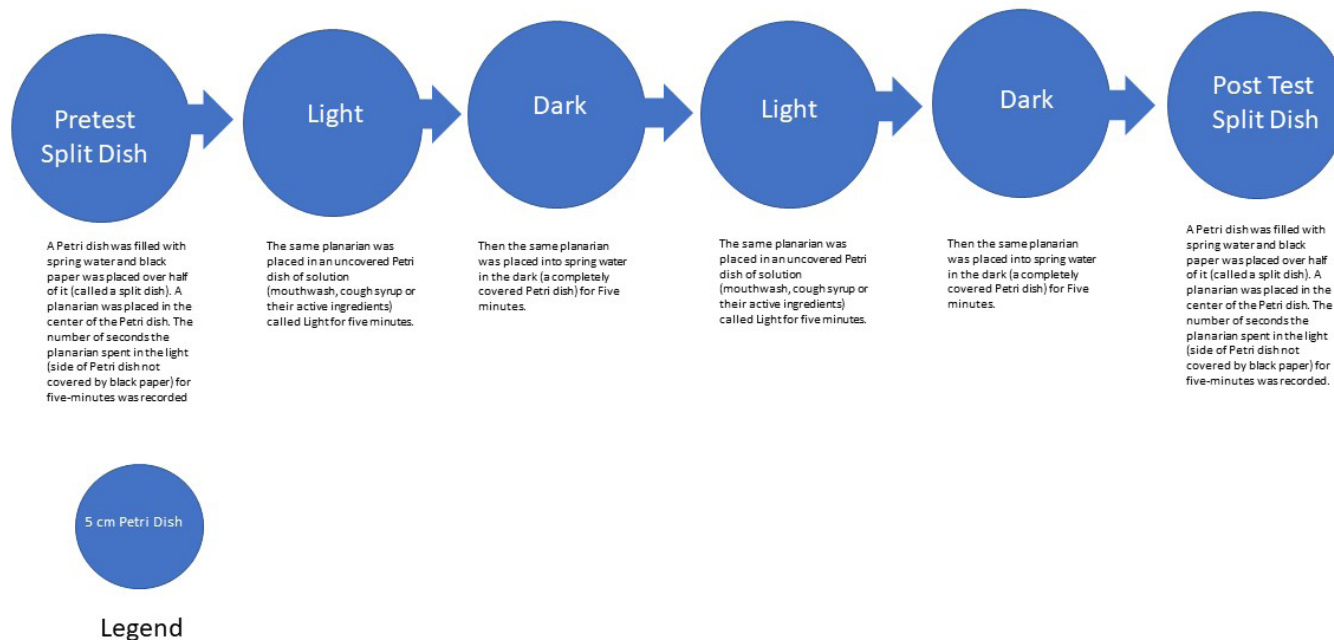 Pretest
Split Dish
Light
Dark
Light
Dark
Post Test
Split Dish
A Petri dish was filled with
spring water and black
paper was placed over half
of it (called a split dish). A
planarian was placed in the
center of the Petri dish. The
number of seconds the
planarian spent in the light
(side of Petri dish not
covered by black paper) for
five-minutes was recorded
The same planarian was
placed in an uncovered Petri
dish of solution
(mouthwash, cough syrup or
their active ingredients)
called Light for five minutes.
Then the same planarian
was placed into spring water
in the dark (a completely
covered Petri dish) for Five
minutes.
The same planarian was
placed in an uncovered Petri
dish of solution
(mouthwash, cough syrup or
their active ingredients)
called Light for five minutes.
Then the same planarian
was placed into spring water
in the dark (a completely
covered Petri dish) for Five
minutes.
A Petri dish was filled with
spring water and black
paper was placed over half
of it (called a split dish). A
planarian was placed in the
center of the Petri dish. The
number of seconds the
planarian spent in the light
(side of Petri dish not
covered by black paper) for
five-minutes was recorded.
5 cm Petri Dish
Legend